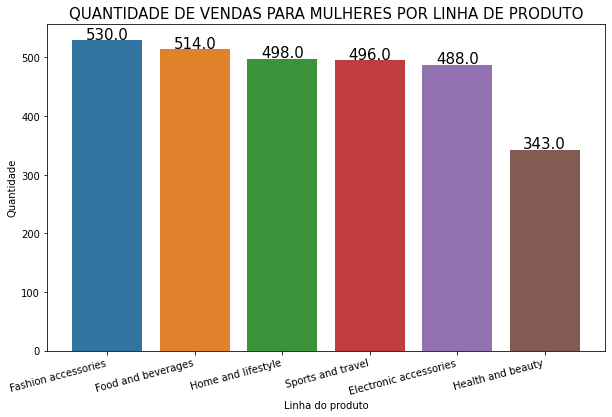 QUANTIDADE DE VENDAS PARA MULHERES POR LINHA DE PRODUTO
530.0
514.0
498.0
496.0
488.0
343.0
500
400
300
200
100
0
Quantidade
Fashion accessories
Food and beverages
Home and lifestyle
Sports and travel
Electronic accessories
Health and beauty
Linha do produto